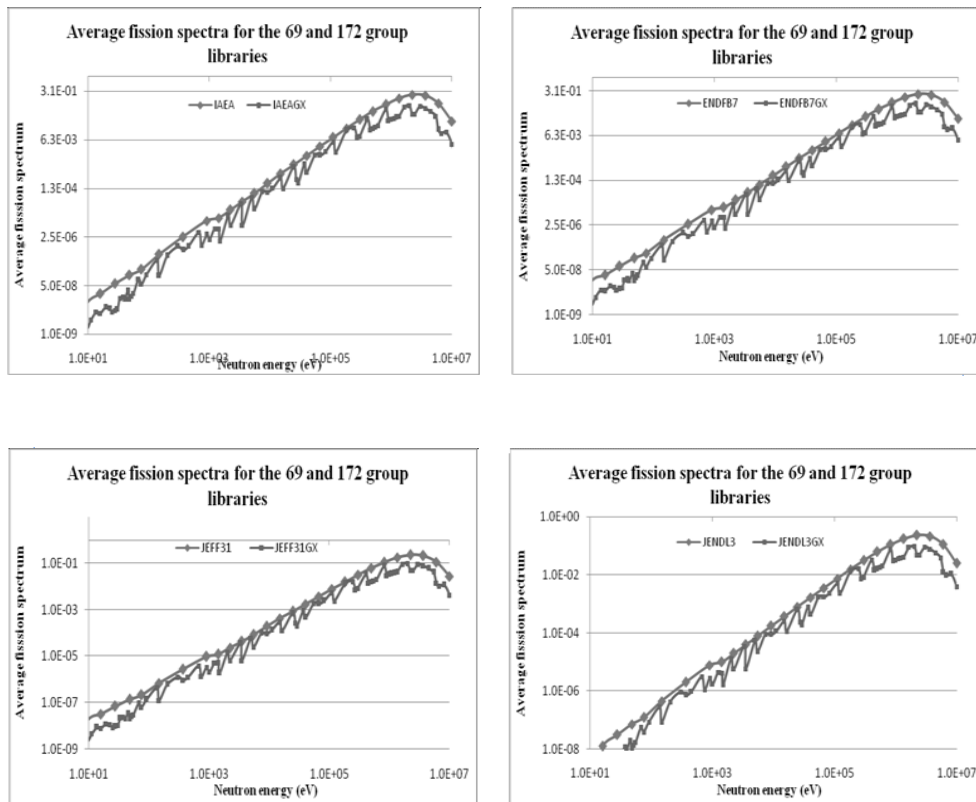 Average fission spectra for the 69 and 172 group
libraries
IAEA IAEAGX
Average fisssion spectrum
3.1E-01
6.3E-03
1.3E-04
2.5E-06
5.0E-08
1.0E-09
1.0E+01 1.0E+03 1.0E+05 1.0E+07
Neutron energy (eV)
Average fission spectra for the 69 and 172 group
libraries
ENDFB7 ENDFB7GX
Average fisssion spectrum
3.1E-01
6.3E-03
1.3E-04
2.5E-06
5.0E-08
1.0E-09
1.0E+01 1.0E+03 1.0E+05 1.0E+07
Neutron energy (eV)
Average fission spectra for the 69 and 172 group
libraries
JEFF31 JEFF31GX
Average fisssion spectrum
1.0E-01
1.0E-03
1.0E-05
1.0E-07
1.0E-09
1.0E+01 1.0E+03 1.0E+05 1.0E+07
Neutron energy (eV)
Average fission spectra for the 69 and 172 group
libraries
JENDL3 JENDL3GX
Average fisssion spectrum
1.0E+00
1.0E-02
1.0E-04
1.0E-06
1.0E-08
1.0E+01 1.0E+03 1.0E+05 1.0E+07
Neutron energy (eV)